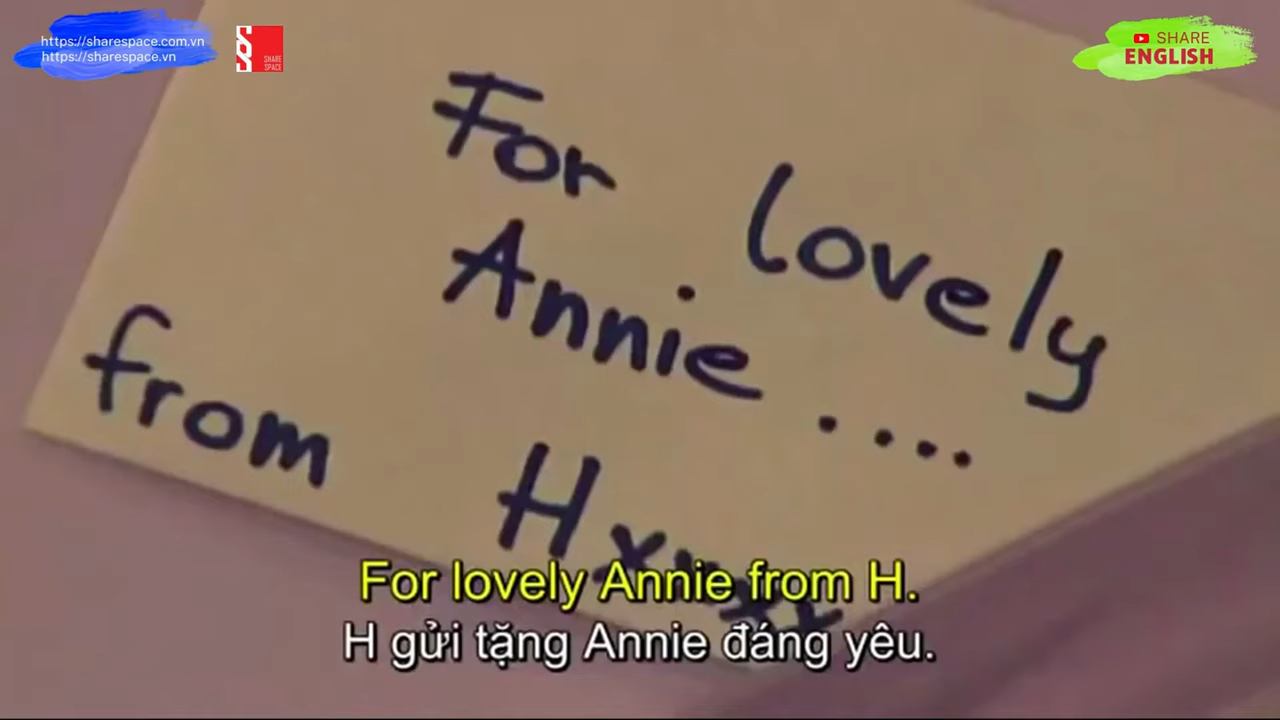 https://sharespace.com.vn
https://sharespace.vn
SHARE
SPACE
SHARE
ENGLISH
For lovely
Annie ....
from Hxxxx
For lovely Annie from H.
H gửi tặng Annie đáng yêu.